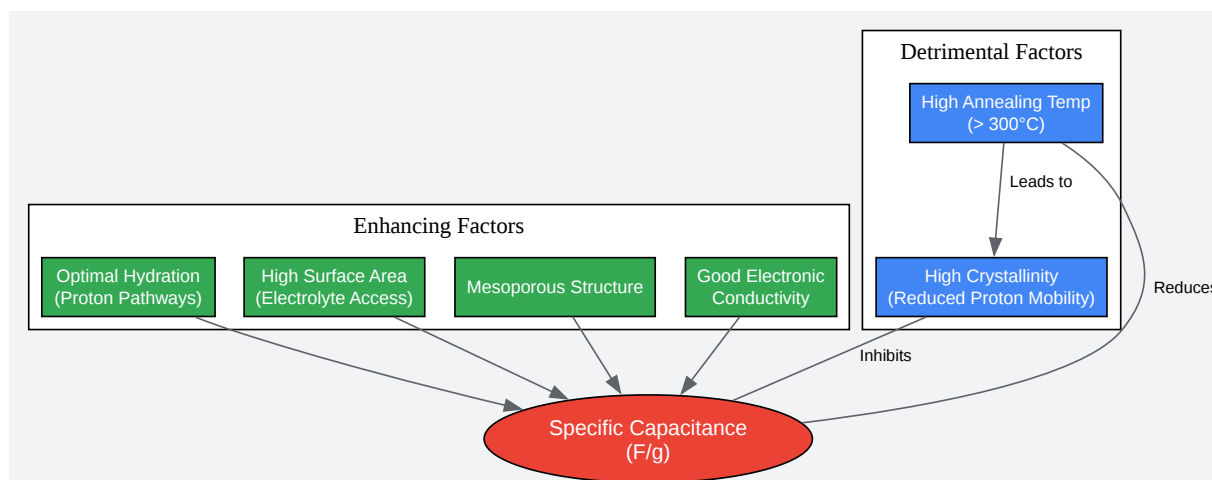 Detrimental Factors
High Annealing Temp
(> 300°C)
Leads to
Enhancing Factors
Optimal Hydration
(Proton Pathways)
High Surface Area
(Electrolyte Access)
Mesoporous Structure
Good Electronic
Conductivity
High Crystallinity
(Reduced Proton Mobility)
Reduces
Inhibits
Specific Capacitance
(F/g)